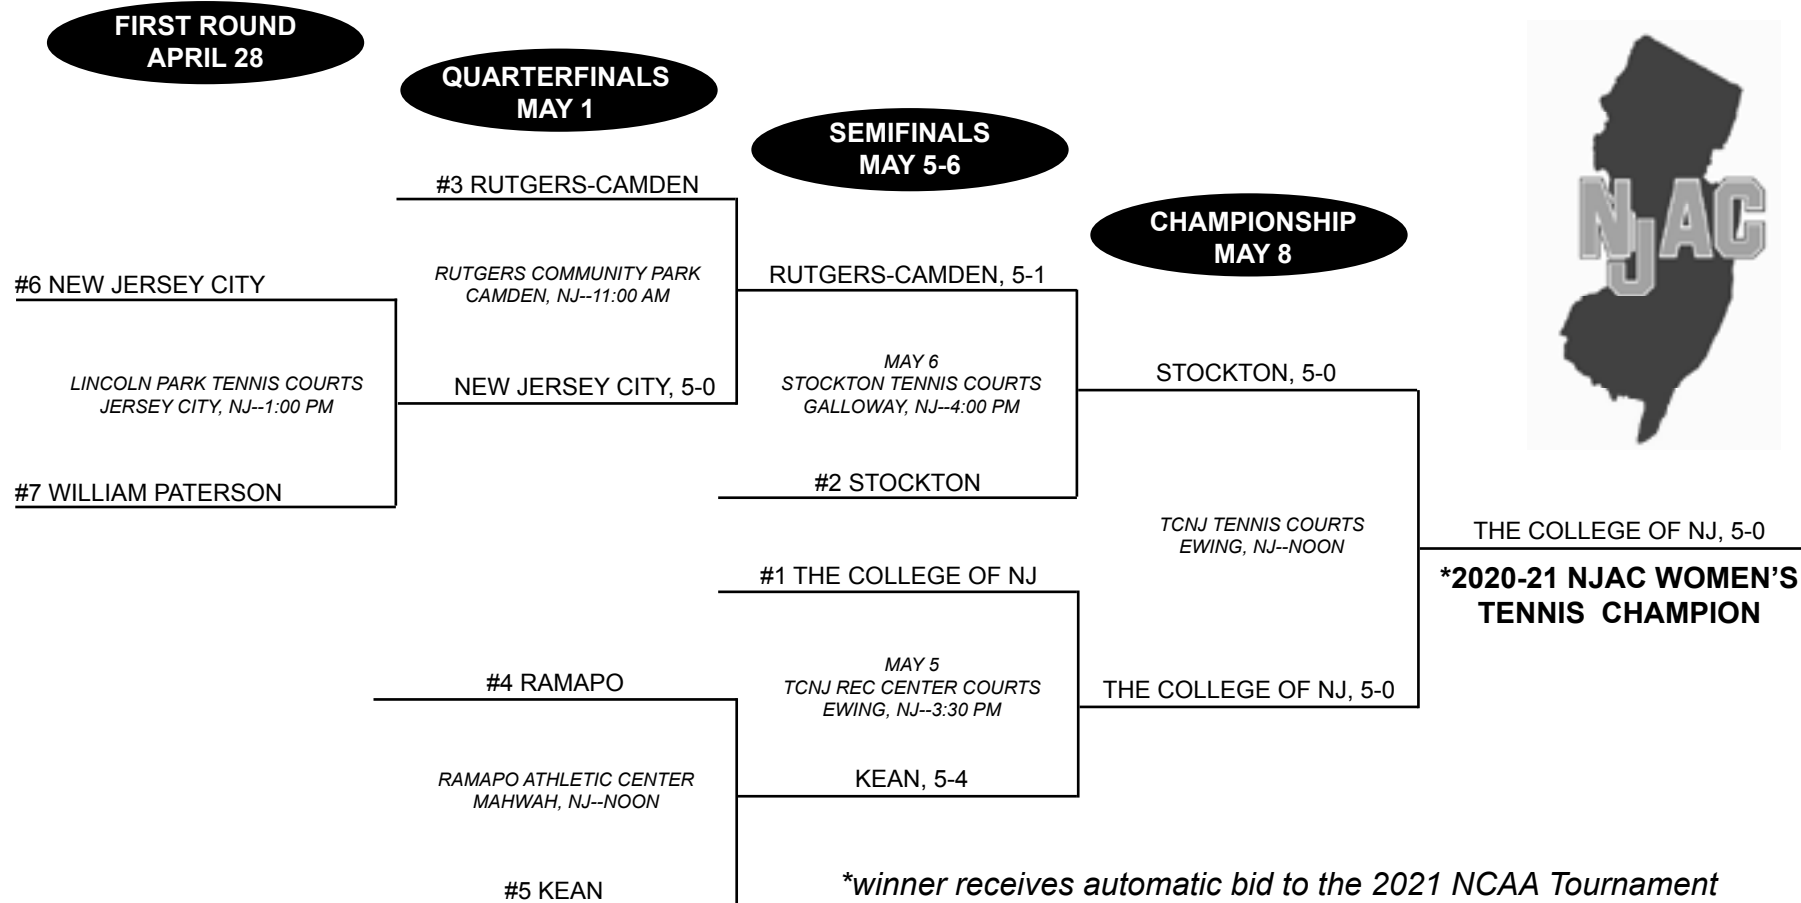 FIRST ROUND
APRIL 28
QUARTERFINALS
MAY 1
SEMIFINALS
MAY 5-6
CHAMPIONSHIP
MAY 8
NJAC
#3 RUTGERS-CAMDEN
RUTGERS COMMUNITY PARK
CAMDEN, NJ--11:00 AM
#6 NEW JERSEY CITY
LINCOLN PARK TENNIS COURTS
JERSEY CITY, NJ--1:00 PM
#7 WILLIAM PATERSON
NEW JERSEY CITY, 5-0
RUTGERS-CAMDEN, 5-1
MAY 6
STOCKTON TENNIS COURTS
GALLOWAY, NJ--4:00 PM
#2 STOCKTON
STOCKTON, 5-0
TCNJ TENNIS COURTS
EWING, NJ--NOON
THE COLLEGE OF NJ, 5-0
*2020-21 NJAC WOMEN'S
TENNIS CHAMPION
#1 THE COLLEGE OF NJ
MAY 5
TCNJ REC CENTER COURTS
EWING, NJ--3:30 PM
THE COLLEGE OF NJ, 5-0
#4 RAMAPO
RAMAPO ATHLETIC CENTER
MAHWAH, NJ--NOON
KEAN, 5-4
#5 KEAN
*winner receives automatic bid to the 2021 NCAA Tournament